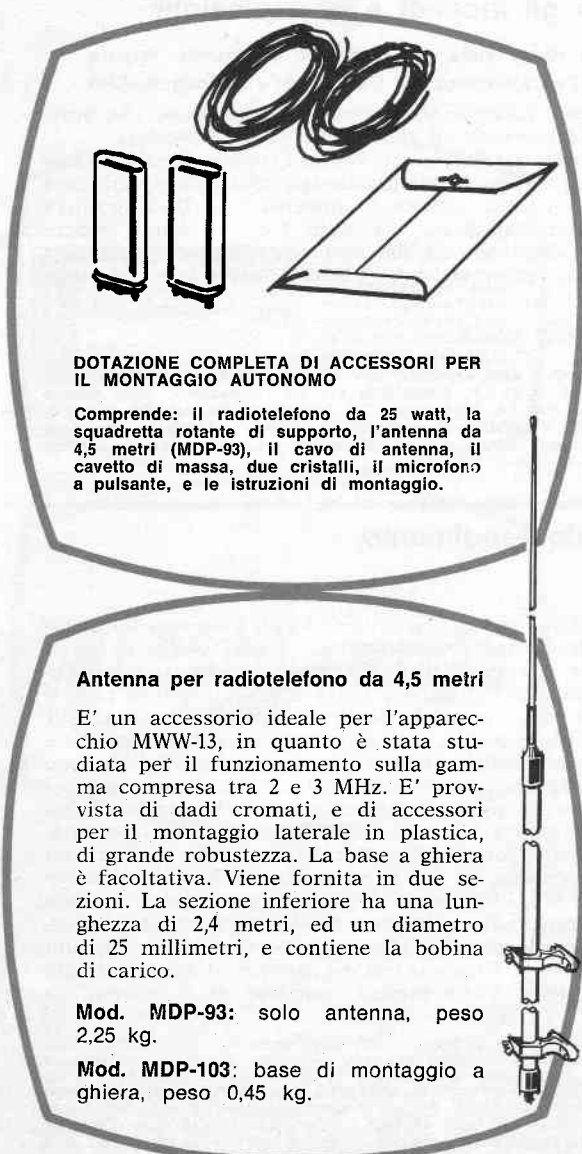 DOTAZIONE COMPLETA DI ACCESSORI PER
IL MONTAGGIO AUTONOMO
Comprende: il radiotelefono da 25 watt, la
squadretta rotante di supporto, l'antenna da
4,5 metri (MDP-93), il cavo di antenna, il
cavetto di massa, due cristalli, il microfono
a pulsante, e le istruzioni di montaggio.
Antenna per radiotelefono da 4,5 metri
E' un accessorio ideale per l'apparec-
chio MWW-13, in quanto è stata stu-
diata per il funzionamento sulla gam-
ma compresa tra 2 e 3 MHz. E' prov-
vista di dadi cromati, e di accessori
per il montaggio laterale in plastica,
di grande robustezza. La base a ghiera
è facoltativa. Viene fornita in due se-
zioni. La sezione inferiore ha una lun-
ghezza di 2,4 metri, ed un diametro
di 25 millimetri, e contiene la bobina
di carico.
Mod. MDP-93: solo antenna, peso
2,25 kg.
Mod. MDP-103: base di montaggio a
ghiera, peso 0,45 kg.